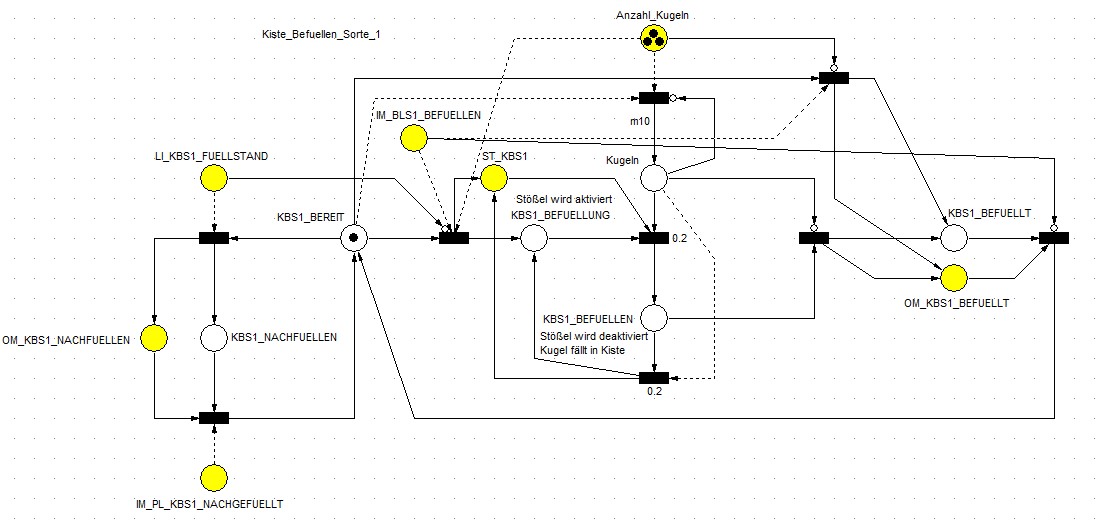 Anzahl_Kugeln
Kiste_Befuellen_Sorte_1
IM_BLS1_BEFUELLEN
m10
LI_KBS1_FUELLSTAND
ST_KBS1
Kugeln
Stößel wird aktiviert
KBS1_BEREIT
KBS1_BEFUELLUNG
KBS1_BEFUELLT
0.2
OM_KBS1_BEFUELLT
KBS1_BEFUELLEN
OM_KBS1_NACHFUELLEN
KBS1_NACHFUELLEN
Stößel wird deaktiviert
Kugel fällt in Kiste
0.2
IM_PL_KBS1_NACHGEFUELLT